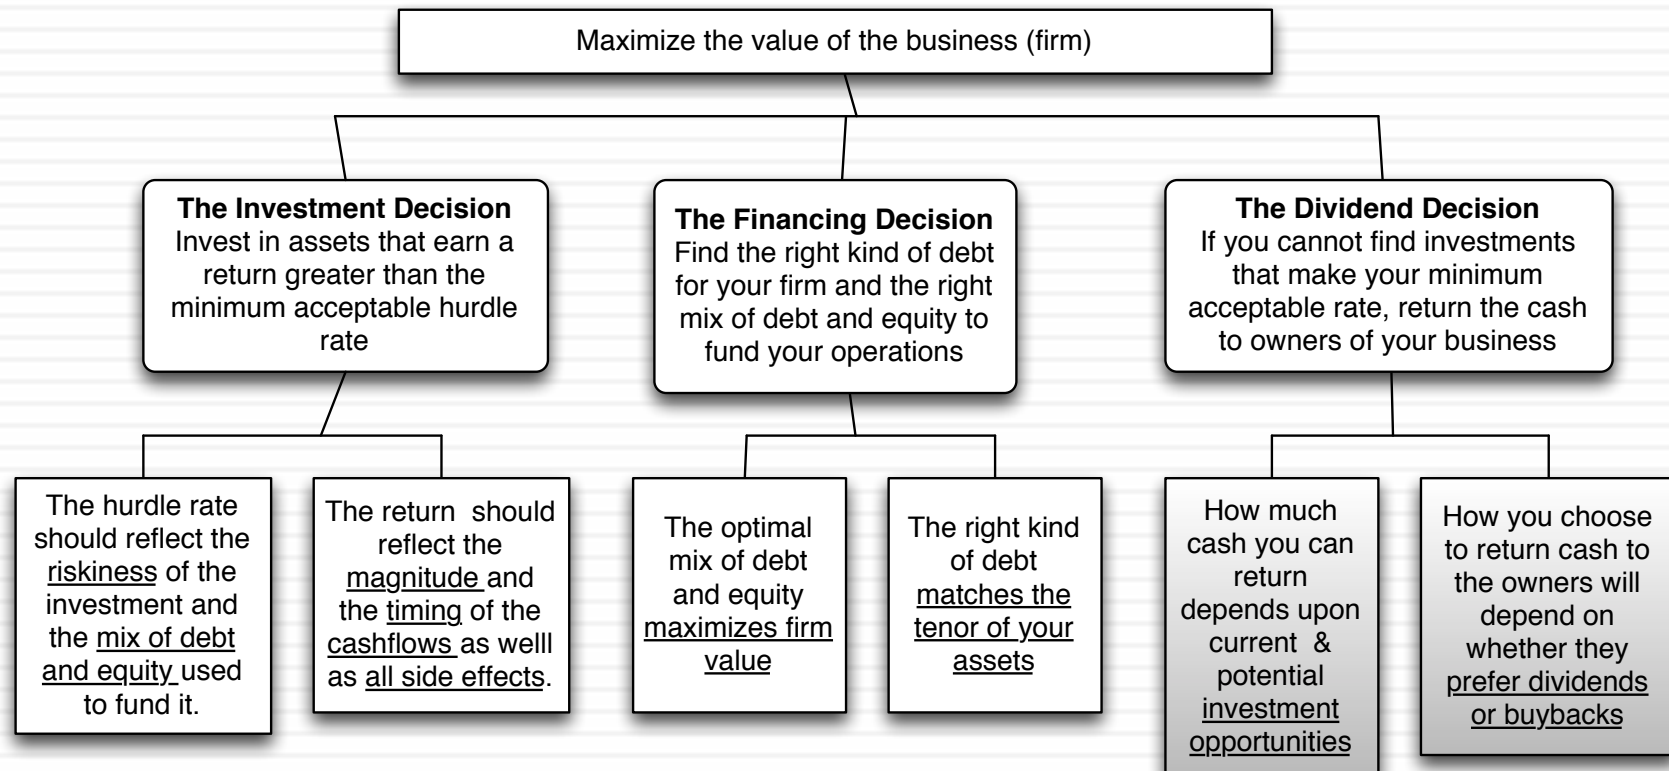 Maximize the value of the business (firm)
The Investment Decision
Invest in assets that earn a
return greater than the
minimum acceptable hurdle
rate
The Financing Decision
Find the right kind of debt
for your firm and the right
mix of debt and equity to
fund your operations
The Dividend Decision
If you cannot find investments
that make your minimum
acceptable rate, return the cash
to owners of your business
The hurdle rate
should reflect the
riskiness of the
investment and
the mix of debt
and equity used
to fund it.
The return  should
reflect the
magnitude and
the timing of the
cashflows as welll
as all side effects.
The optimal
mix of debt
and equity
maximizes firm
value
The right kind
of debt
matches the
tenor of your
assets
How much
cash you can
return
depends upon
current  &
potential
investment
opportunities
How you choose
to return cash to
the owners will
depend on
whether they
prefer dividends
or buybacks